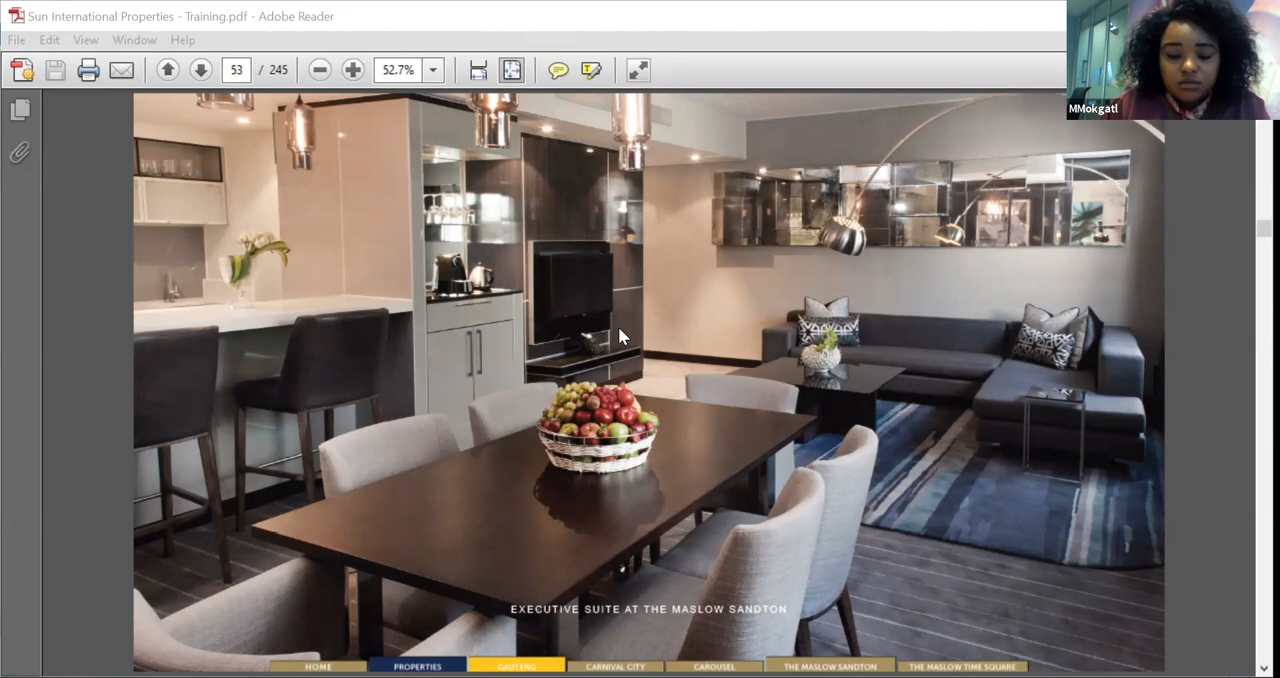 Sun International Properties - Training.pdf - Adobe Reader
File Edit View Window Help
53 / 245 52.7%
MMokgatl
EXECUTIVE SUITE AT THE MASLOW SANDTON
HOME PROPERTIES GAUTENG CARNIVAL CITY CAROUSEL THE MASLOW SANDTON THE MASLOW TIME SQUARE